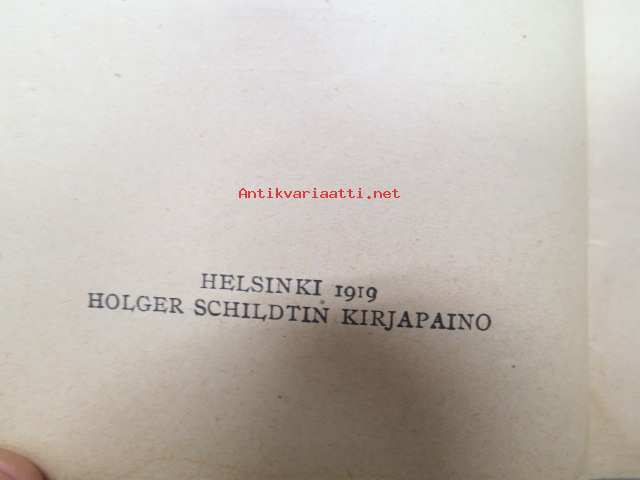 Antikvariaatti.net
HELSINKI 1919
HOLGER SCHILDTIN KIRJAPAINO